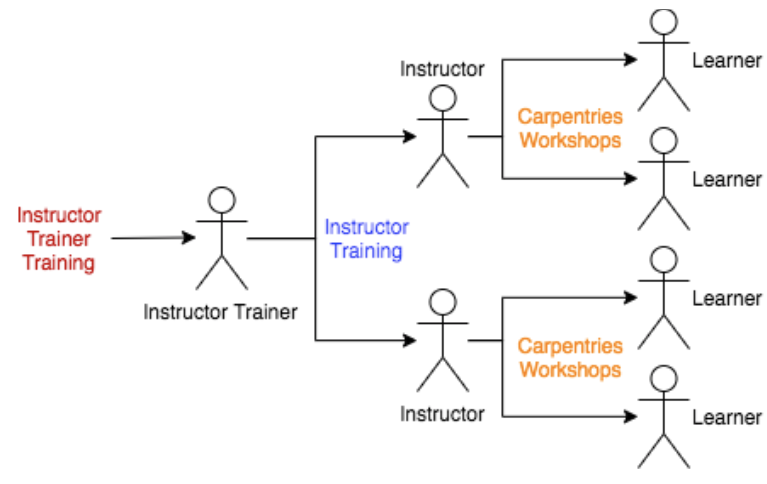 Instructor
Trainer
Training
Instructor Trainer
Instructor
Training
Instructor
Carpentries
Workshops
Learner
Learner
Instructor
Carpentries
Workshops
Learner
Learner